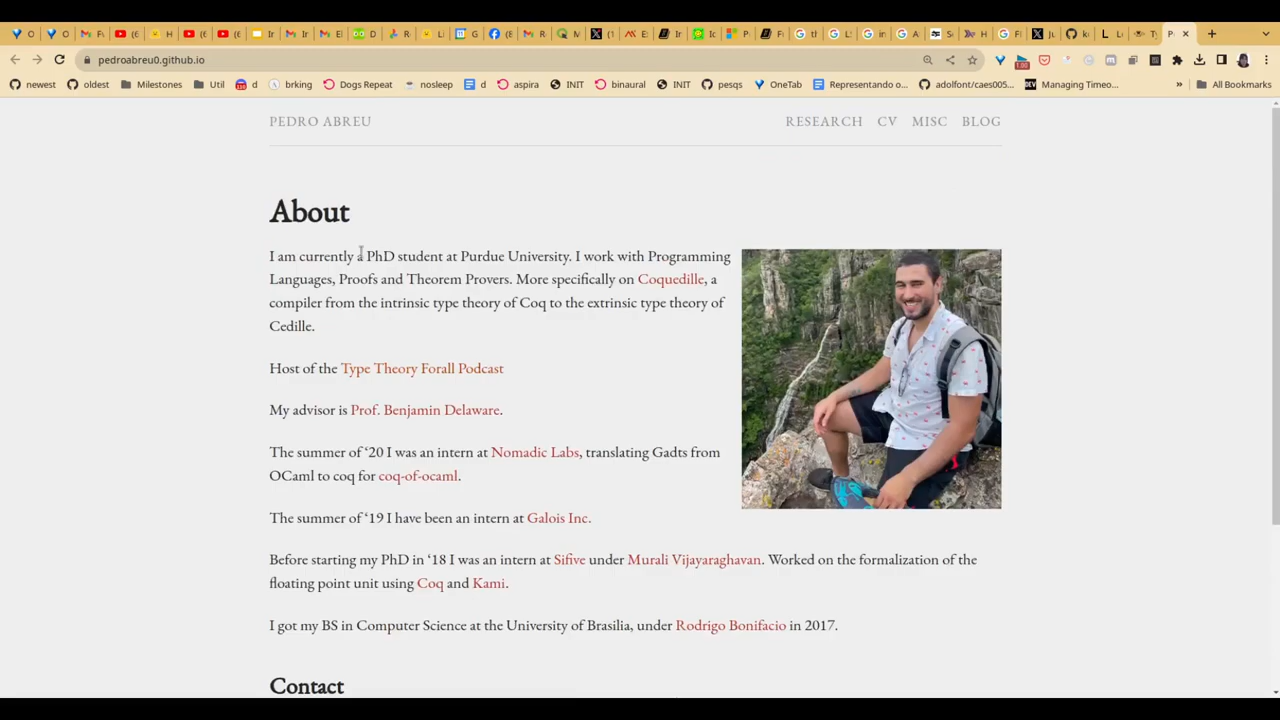 pedroabreu0.github.io
newest oldest Milestones Util d brking Dogs Repeat nosleep d aspira INIT binaural INIT pesqs OneTab Representando o... adolfont/caes005... Managing Timeo... » All Bookmarks
PEDRO ABREU RESEARCH CV MISC BLOG
About
I am currently a PhD student at Purdue University. I work with Programming
Languages, Proofs and Theorem Provers. More specifically on Coquedille, a
compiler from the intrinsic type theory of Coq to the extrinsic type theory of
Cedille.
Host of the Type Theory Forall Podcast
My advisor is Prof. Benjamin Delaware.
The summer of ‘20 I was an intern at Nomadic Labs, translating Gadts from
OCaml to coq for coq-of-ocaml.
The summer of ‘19 I have been an intern at Galois Inc.
Before starting my PhD in ‘18 I was an intern at Sifive under Murali Vijayaraghavan. Worked on the formalization of the
floating point unit using Coq and Kami.
I got my BS in Computer Science at the University of Brasilia, under Rodrigo Bonifacio in 2017.
Contact